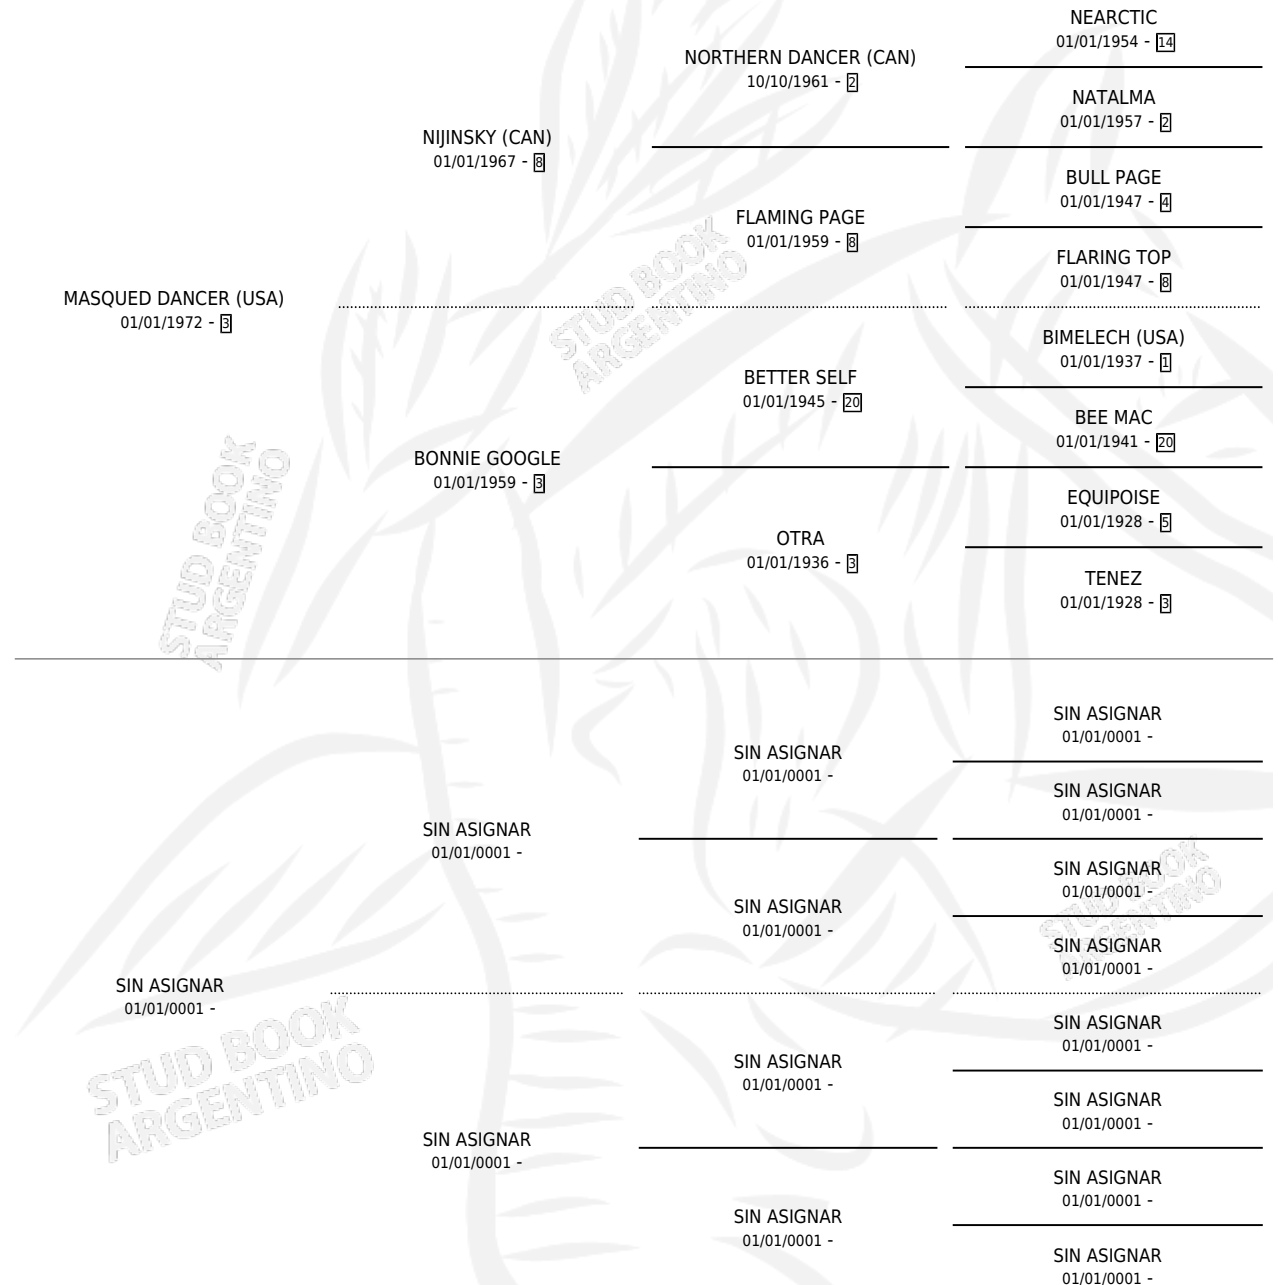 NEARCTIC
01/01/1954 - 14
NORTHERN DANCER (CAN)
10/10/1961 - 2
NATALMA
01/01/1957 - 2
NIJINSKY (CAN)
01/01/1967 - 8
BULL PAGE
01/01/1947 - 4
FLAMING PAGE
01/01/1959 - 8
FLARING TOP
01/01/1947 - 8
MASQUED DANCER (USA)
01/01/1972 - 3
BIMELECH (USA)
01/01/1937 - 1
BETTER SELF
01/01/1945 - 20
BEE MAC
01/01/1941 - 20
BONNIE GOOGLE
01/01/1959 - 3
EQUIPOISE
01/01/1928 - 5
OTRA
01/01/1936 - 3
TENEZ
01/01/1928 - 3
STUD BOOK
ARGENTINO
STUD BOOK
ARGENTINO
SIN ASIGNAR
01/01/0001 -
SIN ASIGNAR
01/01/0001 -
SIN ASIGNAR
01/01/0001 -
SIN ASIGNAR
01/01/0001 -
SIN ASIGNAR
01/01/0001 -
SIN ASIGNAR
01/01/0001 -
SIN ASIGNAR
01/01/0001 -
SIN ASIGNAR
01/01/0001 -
SIN ASIGNAR
01/01/0001 -
SIN ASIGNAR
01/01/0001 -
SIN ASIGNAR
01/01/0001 -
SIN ASIGNAR
01/01/0001 -
SIN ASIGNAR
01/01/0001 -
SIN ASIGNAR
01/01/0001 -
SIN ASIGNAR
01/01/0001 -
STUD BOOK
ARGENTINO
STUD BOOK
ARGENTINO